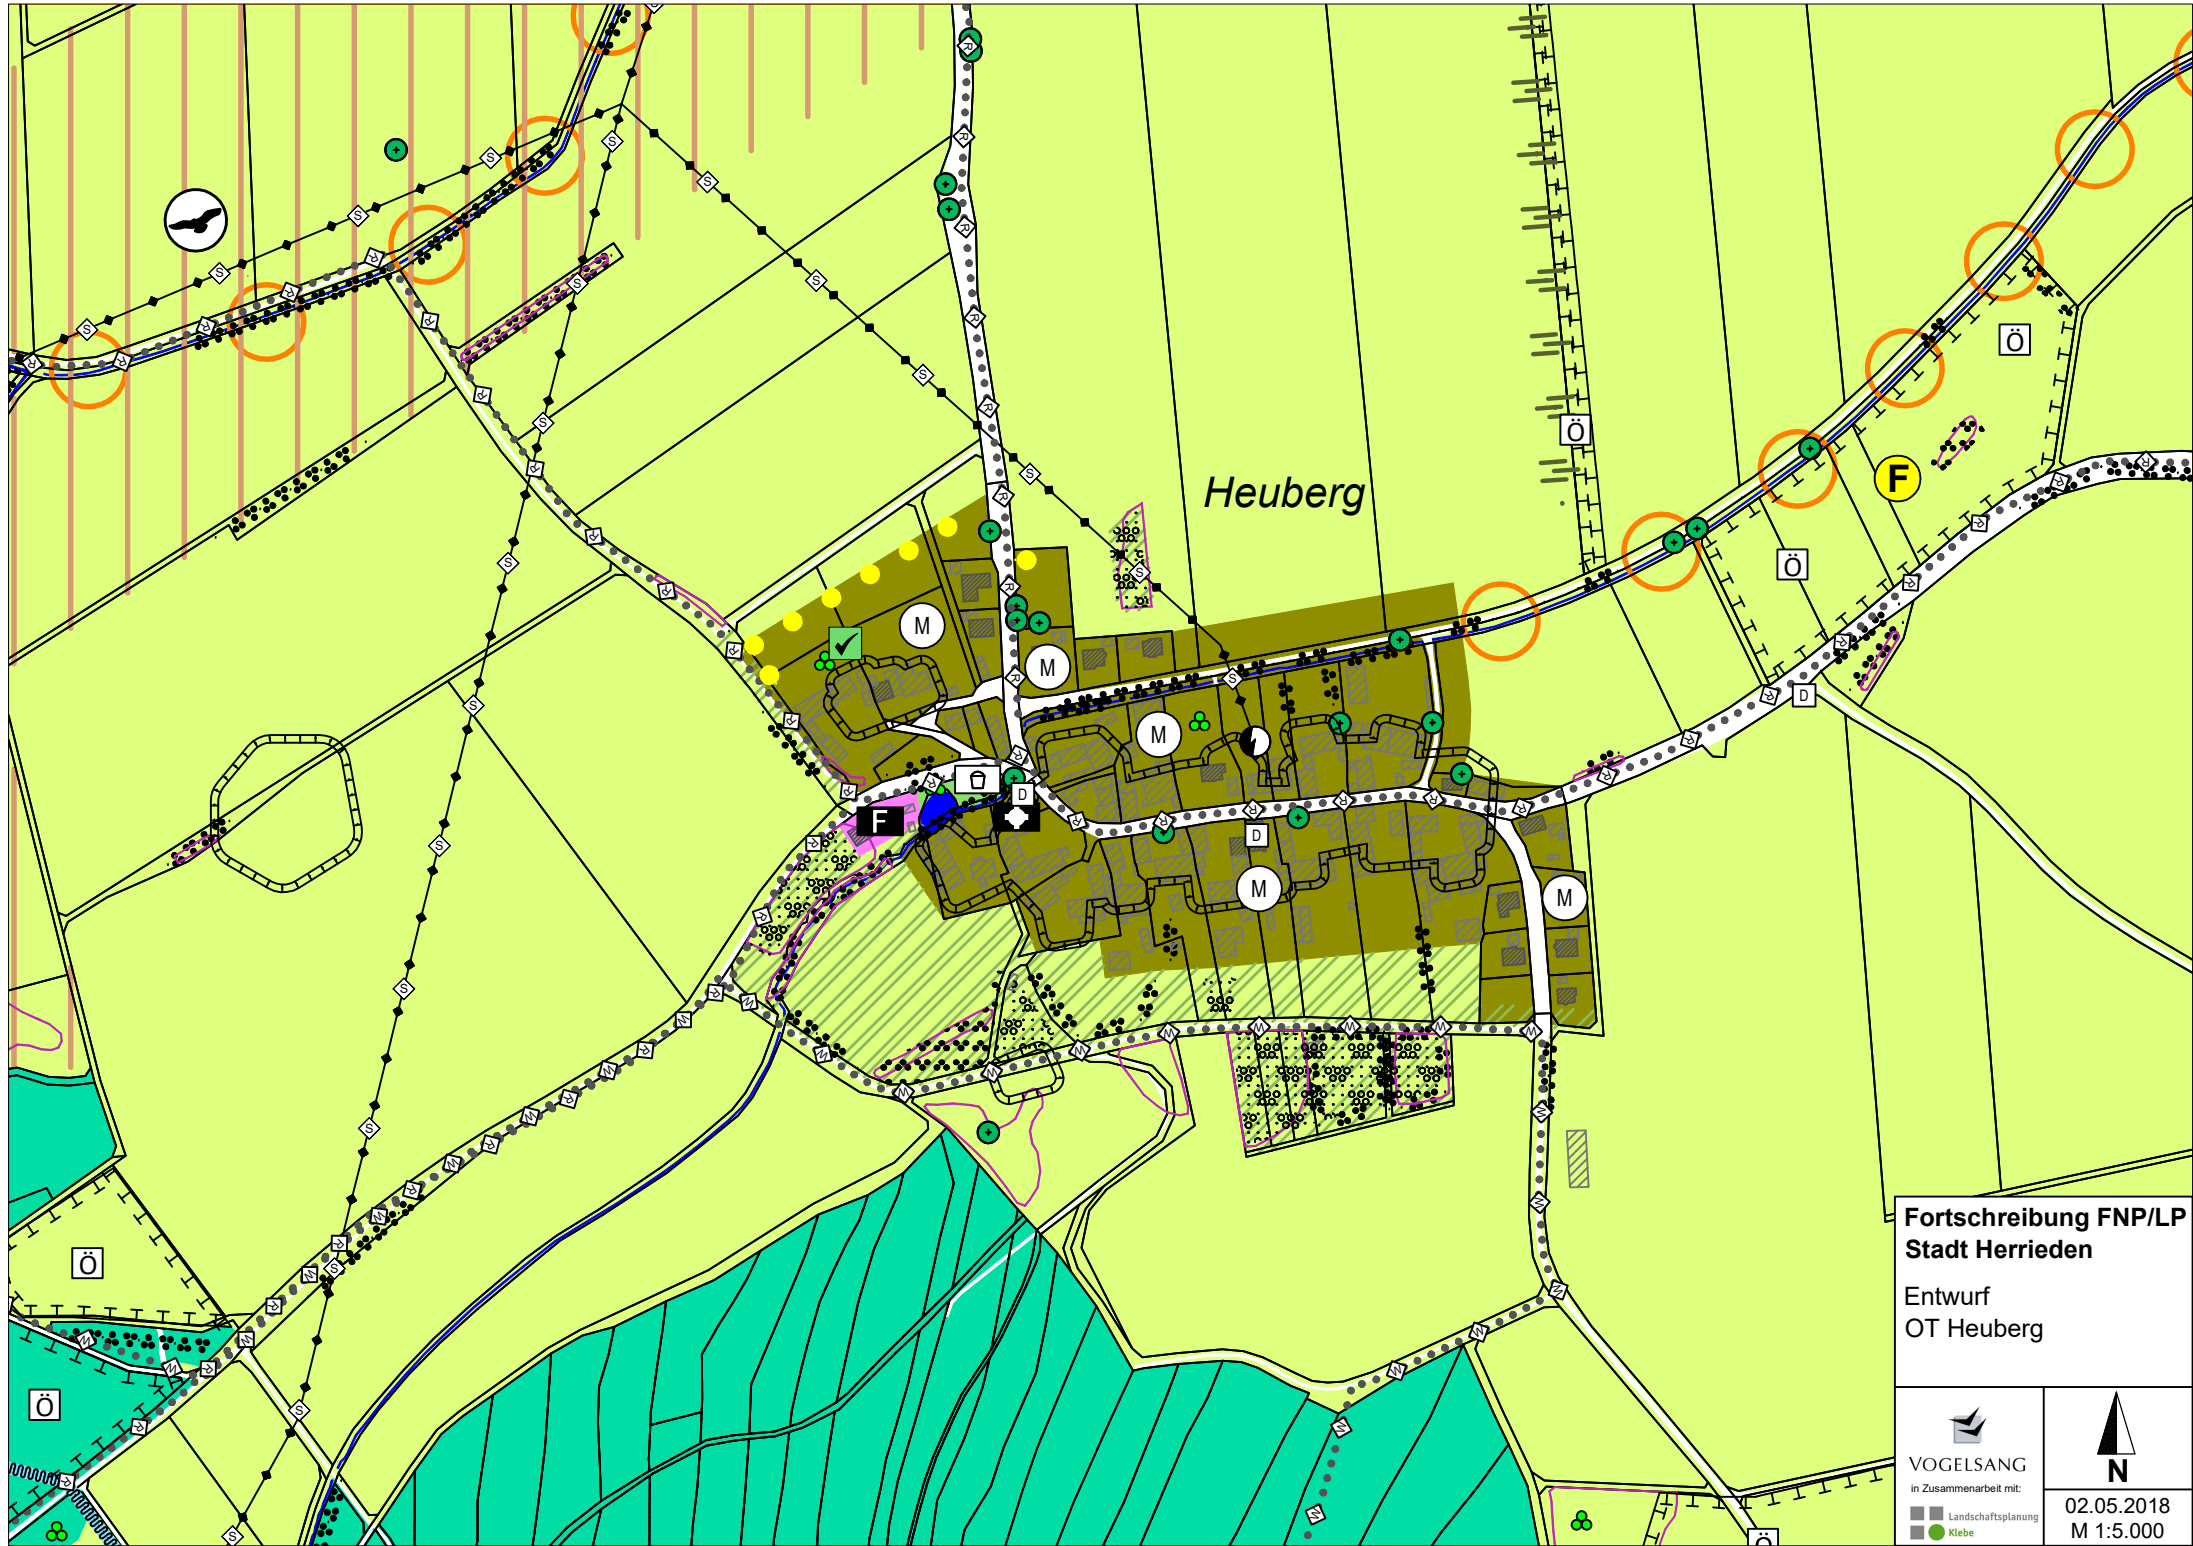 Heuberg
F
Ö
Ö
Ö
M
M
M
M
M
F
D
D
D
Ö
Ö
Ö
Fortschreibung FNP/LP
Stadt Herrieden
Entwurf
OT Heuberg
VOGELSANG
in Zusammenarbeit mit:
Landschaftsplanung
Klebe
N
02.05.2018
M 1:5.000